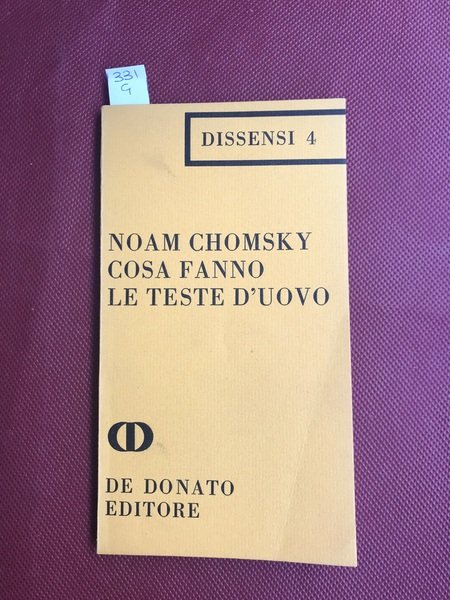 331
G
DISSENSI 4
NOAM CHOMSKY
COSA FANNO
LE TESTE D'UOVO
DE DONATO
EDITORE